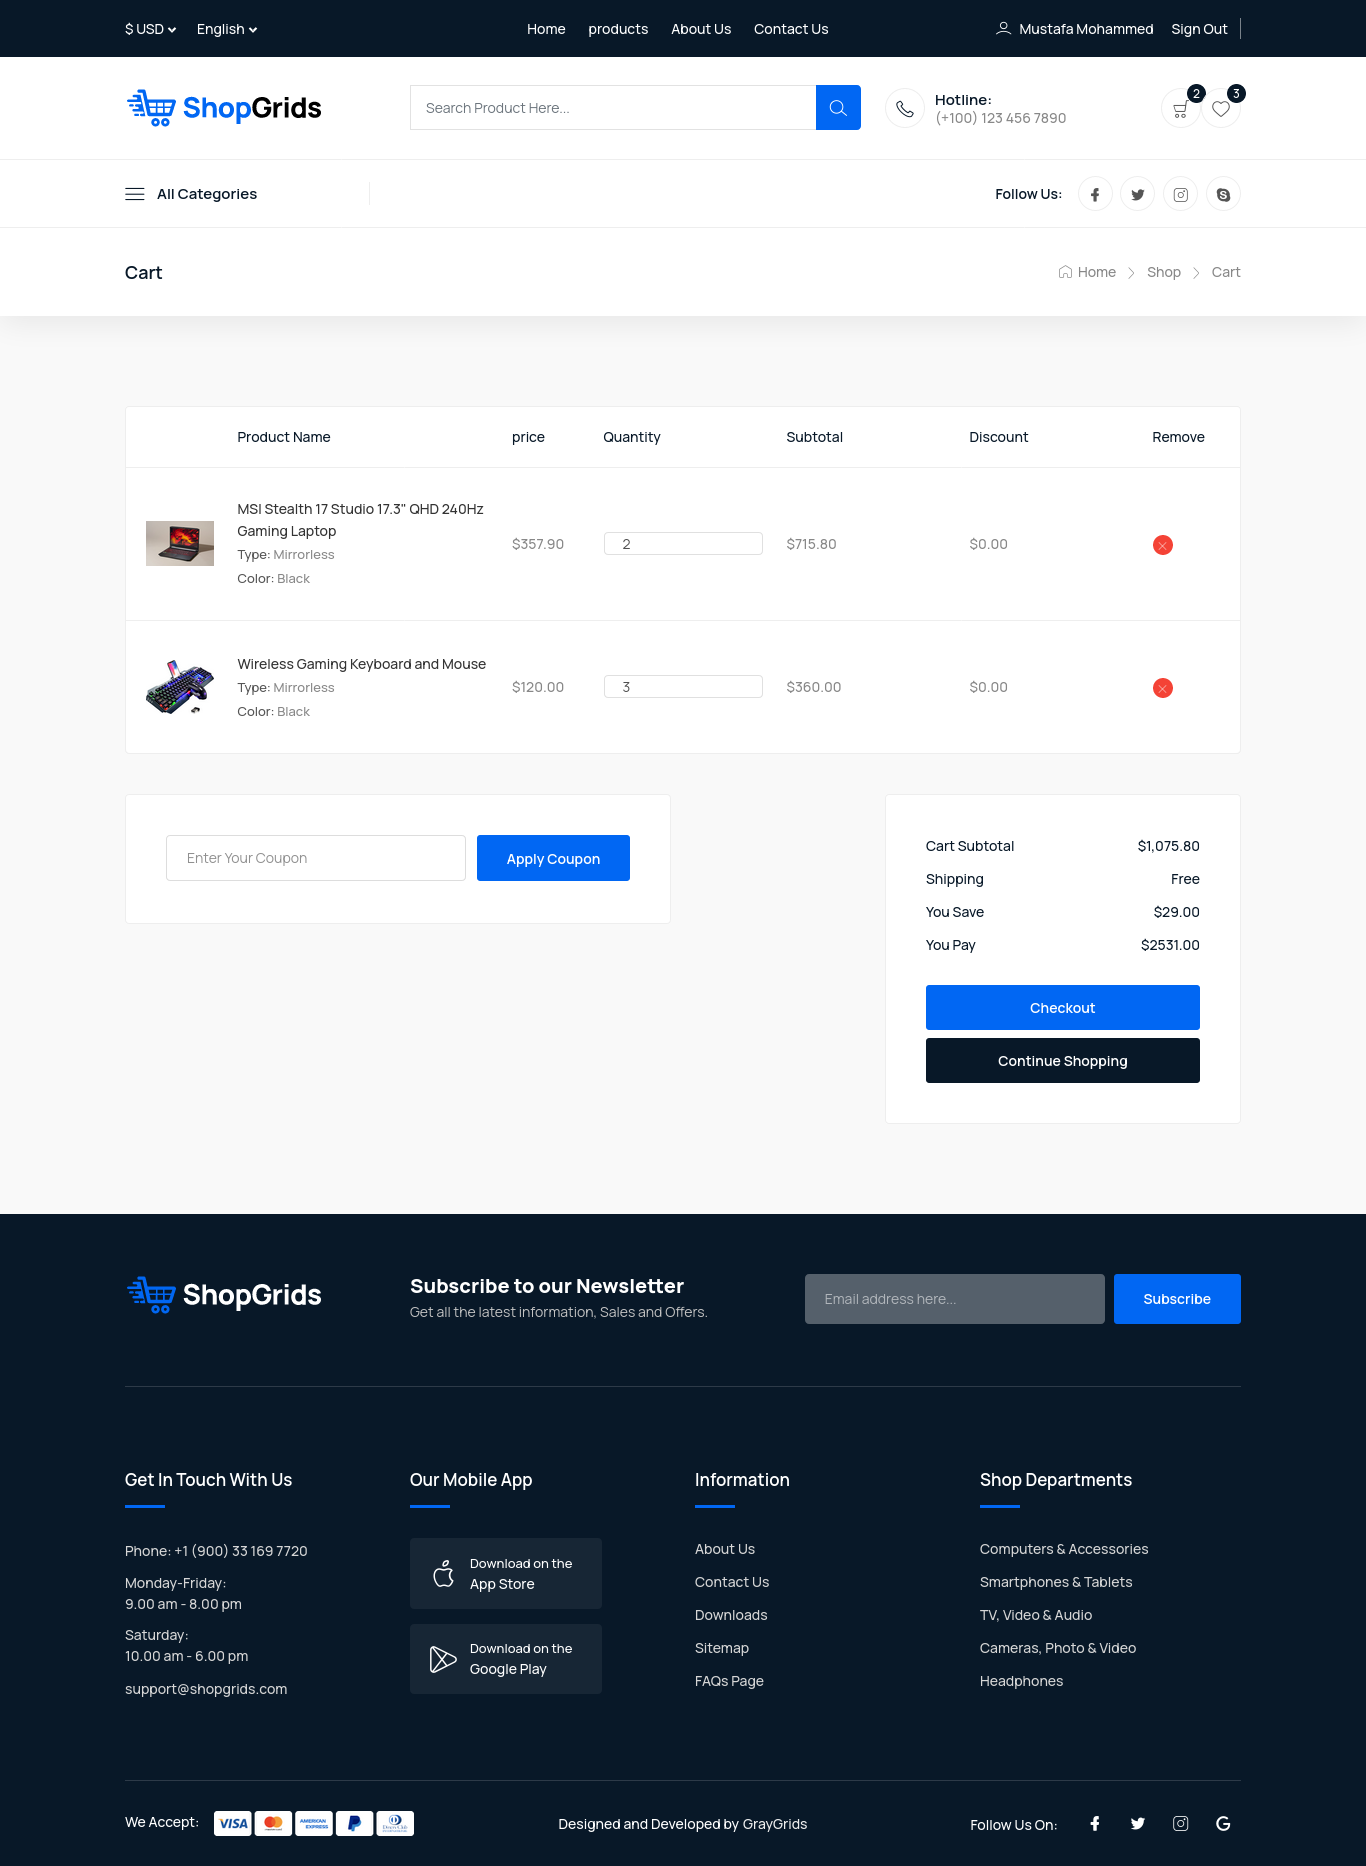 $ USD English Home products About Us Contact Us Mustafa Mohammed Sign Out
ShopGrids Search Product Here... Hotline: 2 3
(+100) 123 456 7890
All Categories Follow Us:
Cart Home Shop Cart
Product Name price Quantity Subtotal Discount Remove
MSI Stealth 17 Studio 17.3" QHD 240Hz
Gaming Laptop
Type: Mirrorless
Color: Black
$357.90 2 $715.80 $0.00
Wireless Gaming Keyboard and Mouse
Type: Mirrorless
Color: Black
$120.00 3 $360.00 $0.00
Enter Your Coupon Apply Coupon
Cart Subtotal $1,075.80
Shipping Free
You Save $29.00
You Pay $2531.00
Checkout
Continue Shopping
ShopGrids
Subscribe to our Newsletter
Get all the latest information, Sales and Offers.
Email address here... Subscribe
Get In Touch With Us
Phone: +1 (900) 33 169 7720
Monday-Friday:
9.00 am - 8.00 pm
Saturday:
10.00 am - 6.00 pm
support@shopgrids.com
Our Mobile App
Download on the
App Store
Download on the
Google Play
Information
About Us
Contact Us
Downloads
Sitemap
FAQs Page
Shop Departments
Computers & Accessories
Smartphones & Tablets
TV, Video & Audio
Cameras, Photo & Video
Headphones
We Accept: VISA mastercard AMERICAN EXPRESS Diners Club Designed and Developed by GrayGrids Follow Us On: